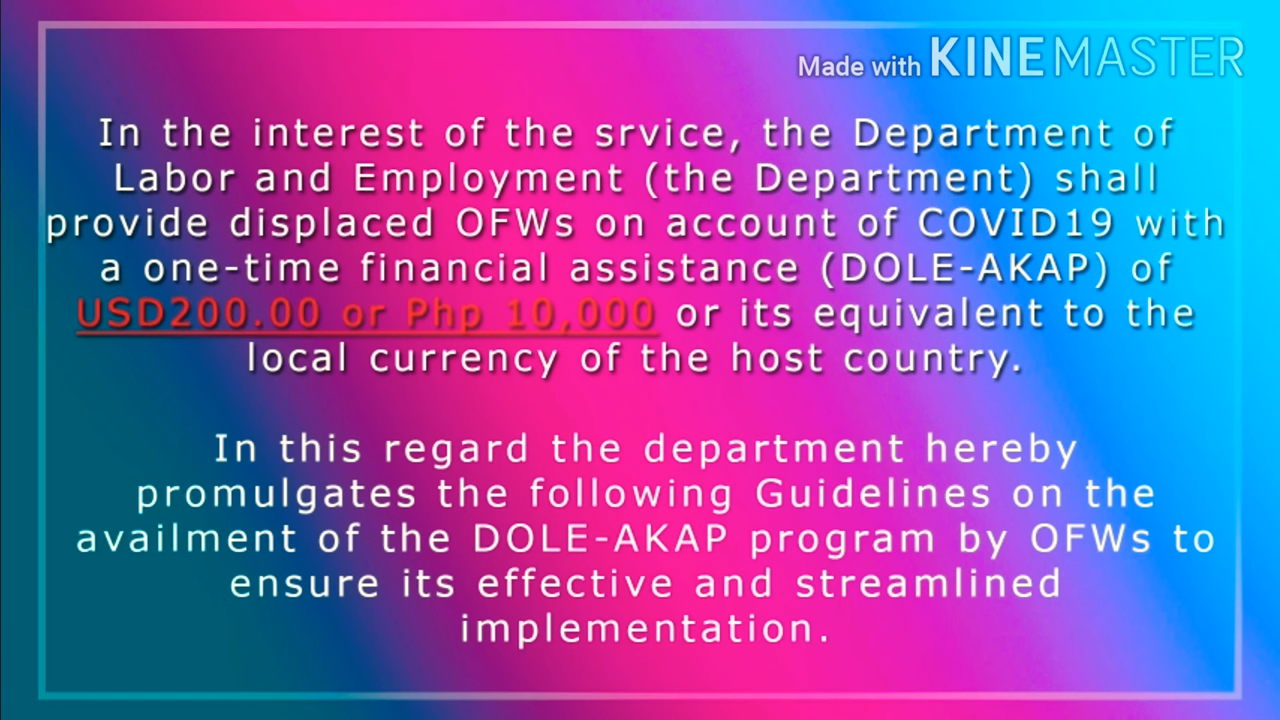 Made with KINEMASTER
In the interest of the srvice, the Department of
Labor and Employment (the Department) shall
provide displaced OFWs on account of COVID19 with
a one-time financial assistance (DOLE-AKAP) of
USD200.00 or Php 10,000 or its equivalent to the
local currency of the host country.
In this regard the department hereby
promulgates the following Guidelines on the
availment of the DOLE-AKAP program by OFWs to
ensure its effective and streamlined
implementation.